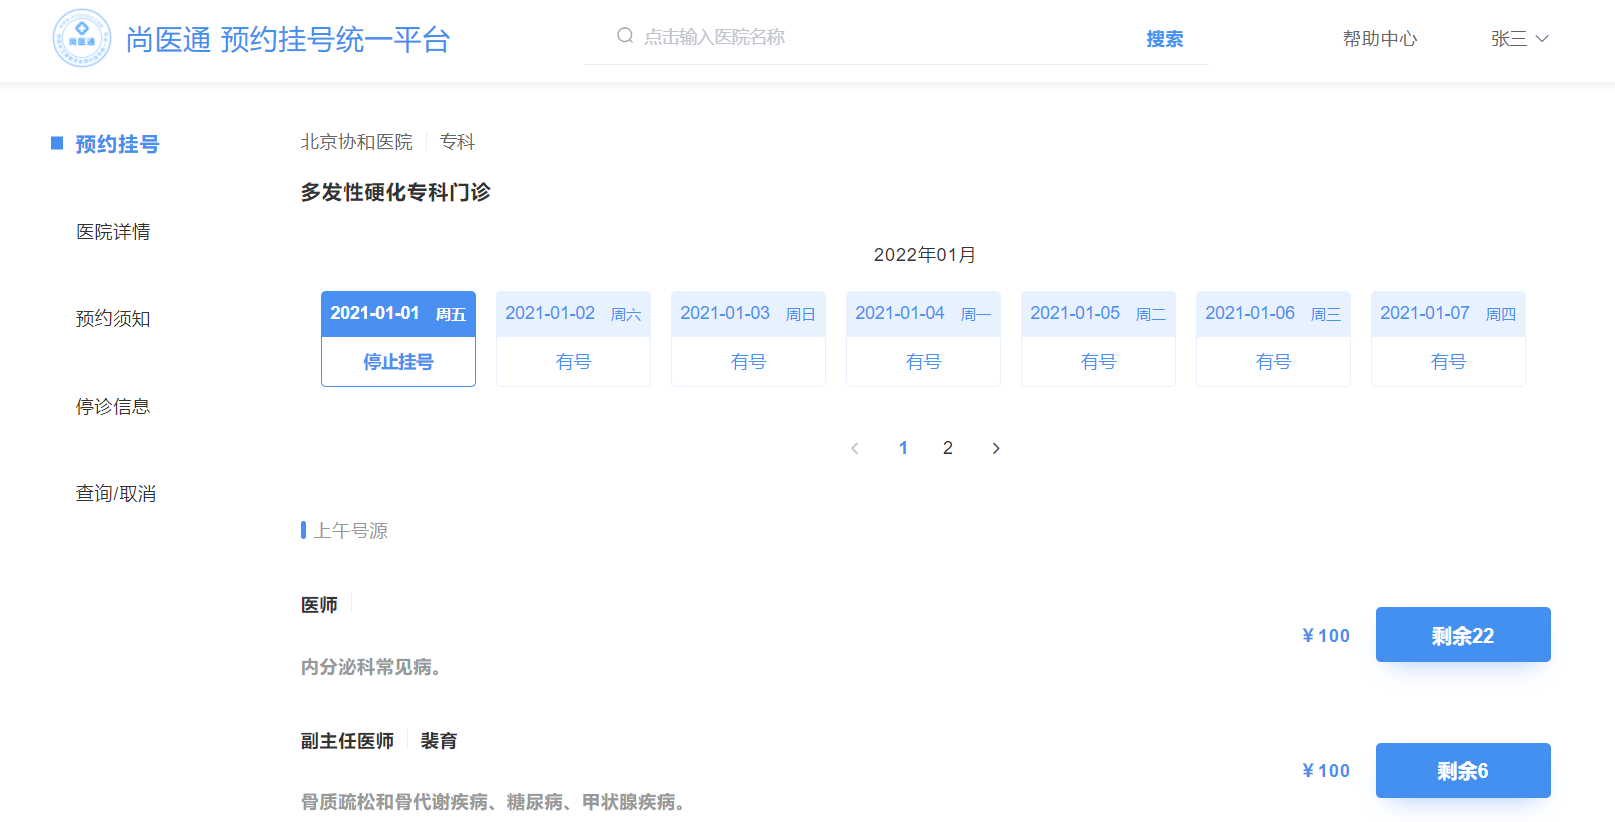 尚医通
尚医通 预约挂号统一平台
点击输入医院名称
搜索
帮助中心
张三
预约挂号
医院详情
预约须知
停诊信息
查询/取消
北京协和医院 专科
多发性硬化专科门诊
2022年01月
2021-01-01 周五
停止挂号
2021-01-02 周六
有号
2021-01-03 周日
有号
2021-01-04 周一
有号
2021-01-05 周二
有号
2021-01-06 周三
有号
2021-01-07 周四
有号
1 2
上午号源
医师
内分泌科常见病。
¥100
剩余22
副主任医师 裴育
骨质疏松和骨代谢疾病、糖尿病、甲状腺疾病。
¥100
剩余6